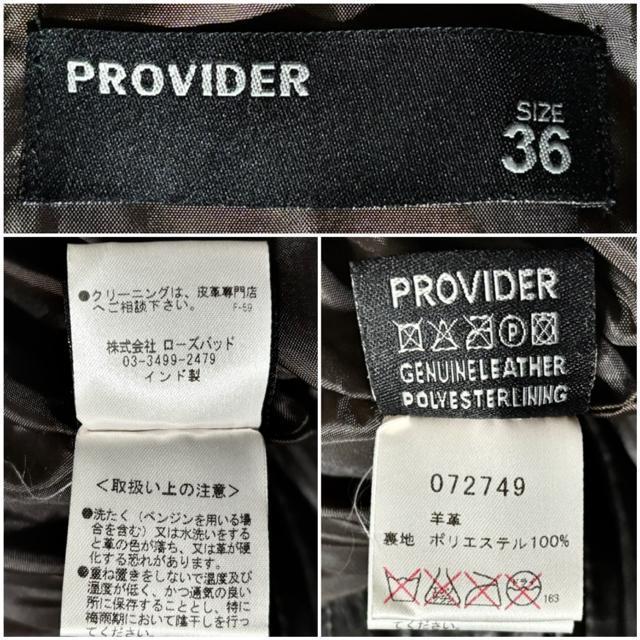 PROVIDER
SIZE
36
●クリーニングは、皮革専門店
へご相談下さい。
F-59
株式会社 ローズバッド
03-3499-2479
インド製
<取扱い上の注意>
●洗たく(ベンジンを用いる場
合を含む)又は水洗いをする
と革の色が落ち、又は革が硬
化する恐れがあります。
●重ね置きをしないで温度及び
湿度が低く、かつ通気の良い
所に保存することとし、特に
梅雨期において陰干しを行っ
てください。
PROVIDER
P
GENUINELEATHER
POLYESTERLINING
072749
羊革
裏地 ポリエステル100%
163
てください。